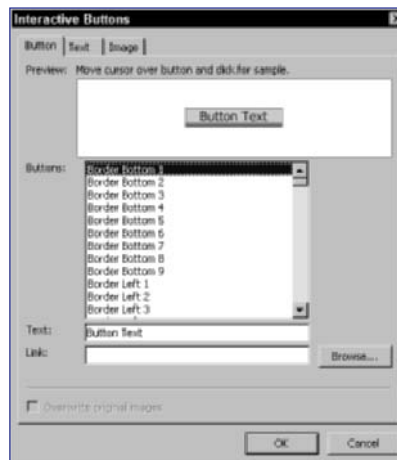 Interactive Buttons
Button Text Image
Preview: Move cursor over button and click for sample.
Button Text
Buttons:
Border Bottom 1
Border Bottom 2
Border Bottom 3
Border Bottom 4
Border Bottom 5
Border Bottom 6
Border Bottom 7
Border Bottom 8
Border Bottom 9
Border Left 1
Border Left 2
Border Left 3
Text: Button Text
Link: Browse...
Overwrite original images
OK Cancel